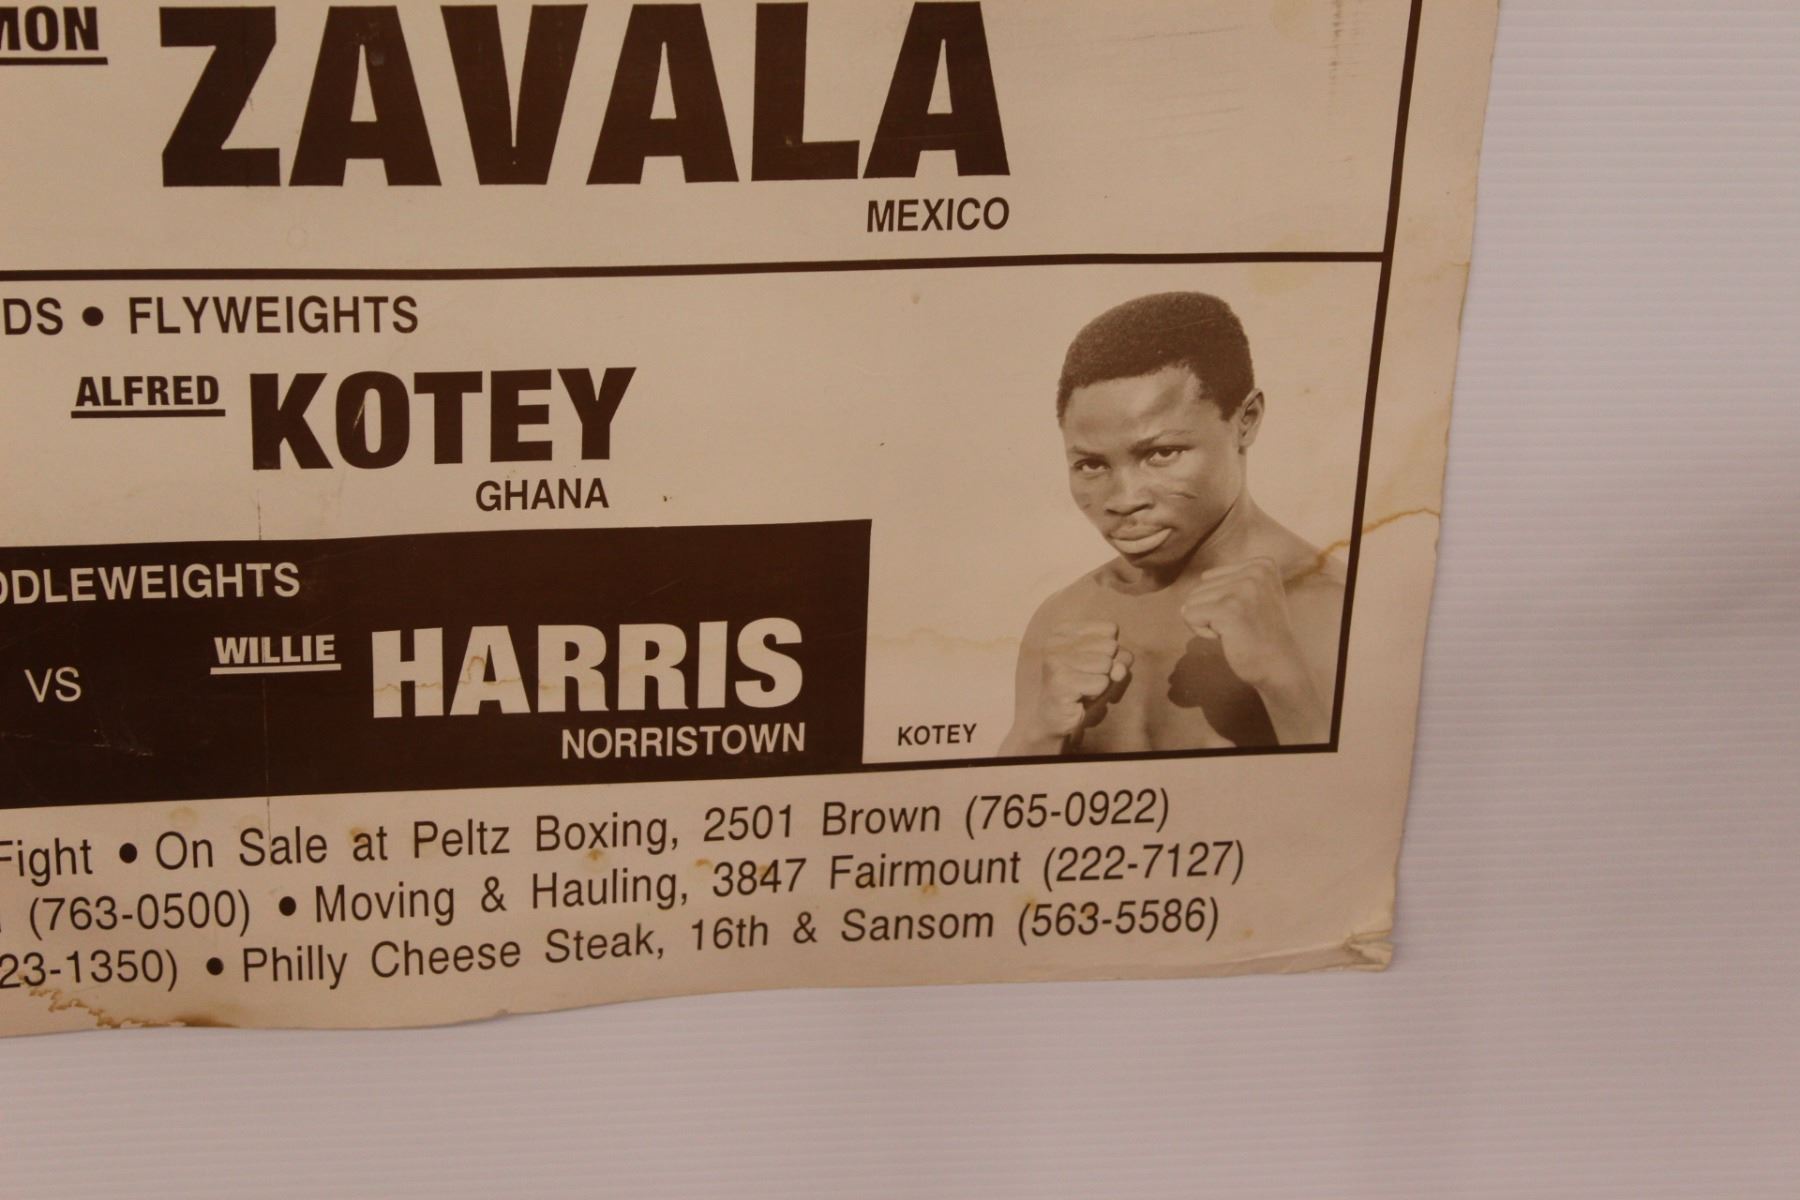 MON ZAVALA
MEXICO
DS • FLYWEIGHTS
ALFRED KOTEY
GHANA
DDLEWEIGHTS
VS WILLIE HARRIS
NORRISTOWN
KOTEY
Fight • On Sale at Peltz Boxing, 2501 Brown (765-0922)
(763-0500) • Moving & Hauling, 3847 Fairmount (222-7127)
23-1350) • Philly Cheese Steak, 16th & Sansom (563-5586)